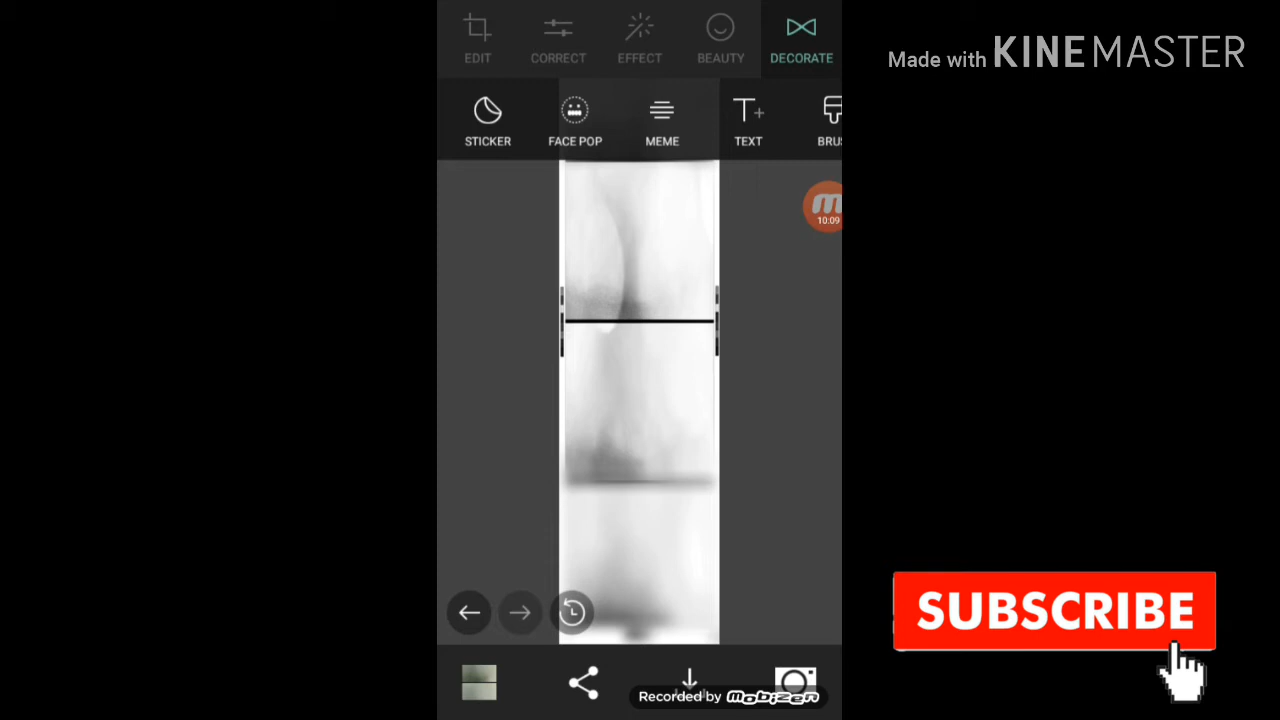 Made with KINEMASTER
EDIT
CORRECT
EFFECT
BEAUTY
DECORATE
STICKER
FACE POP
MEME
TEXT
BRU
10:09
SUBSCRIBE
Recorded by mobizen